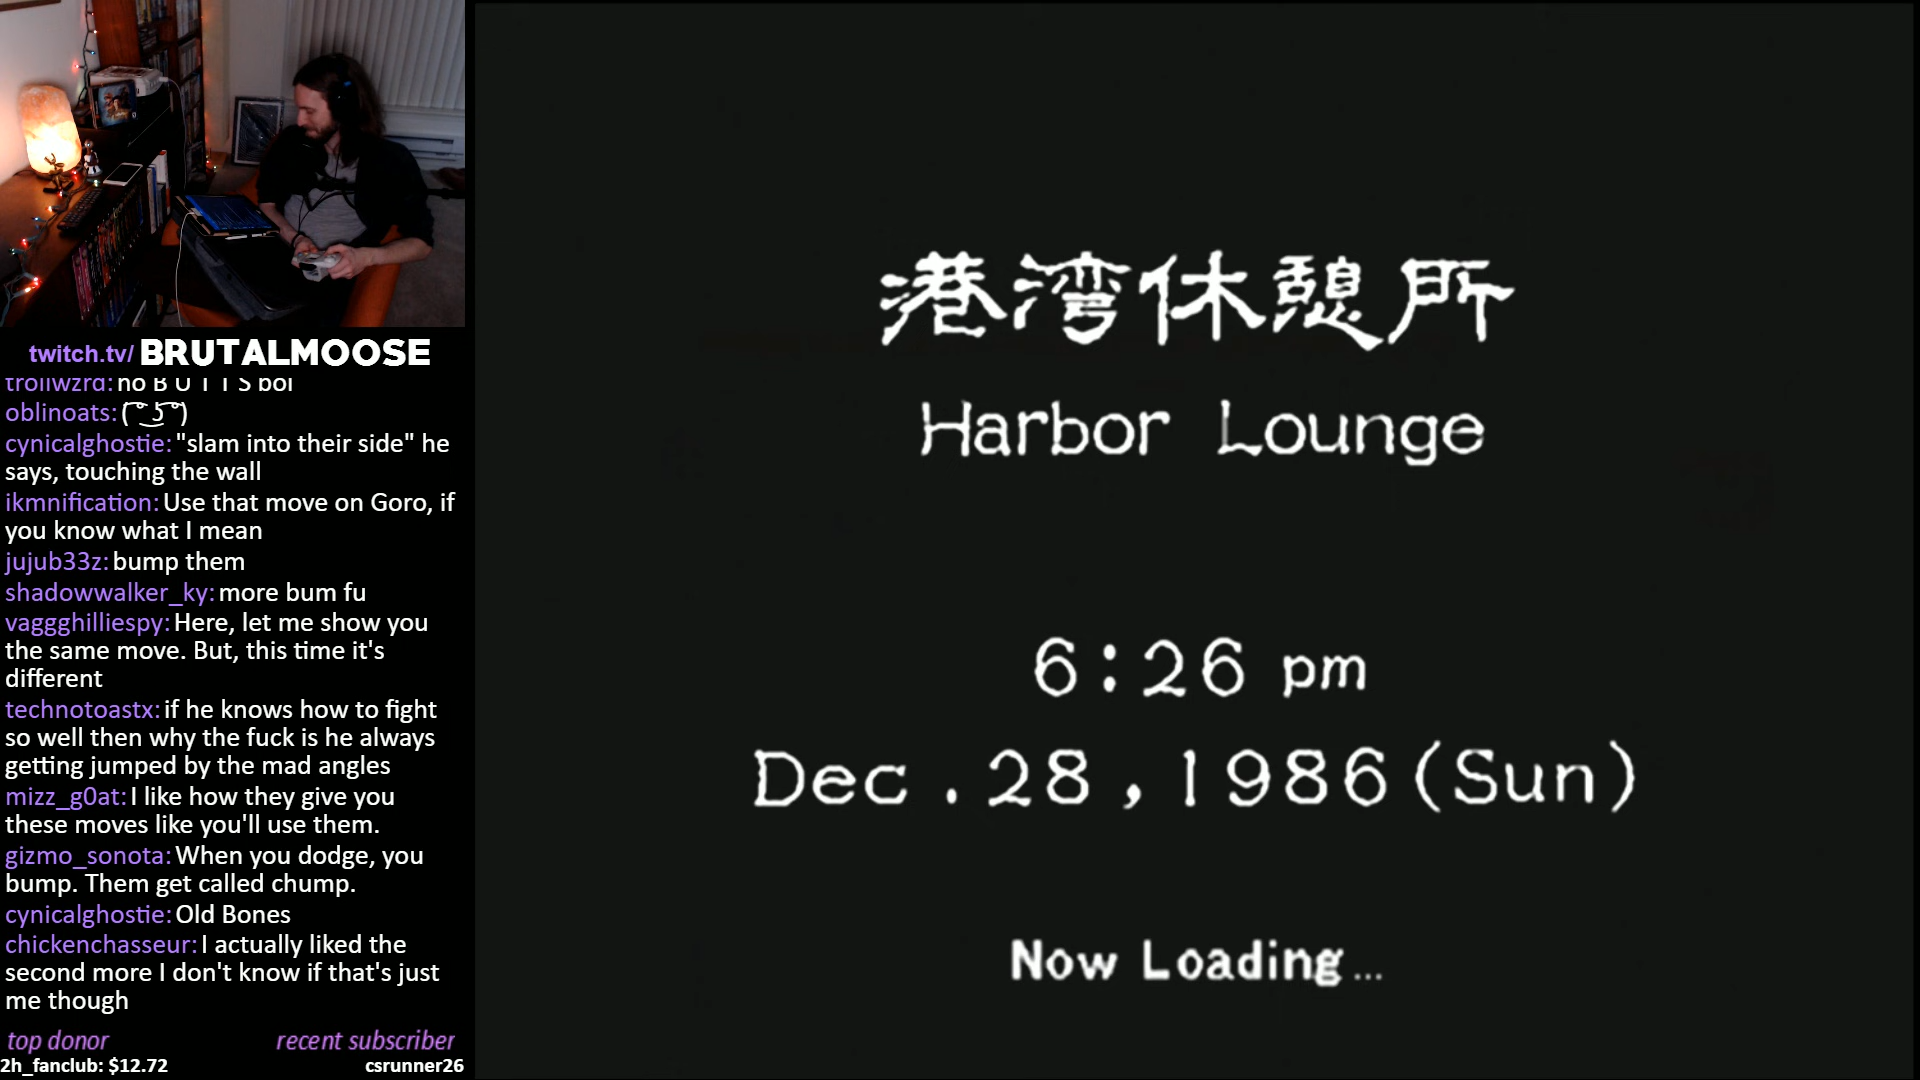 twitch.tv/ BRUTALMOOSE
trollwzrd: no B U T T S boi
oblinoats: ( ͡° ͜ʖ ͡°)
cynicalghostie: "slam into their side" he
says, touching the wall
ikmnification: Use that move on Goro, if
you know what I mean
jujub33z: bump them
shadowwalker_ky: more bum fu
vaggghilliespy: Here, let me show you
the same move. But, this time it's
different
technotoastx: if he knows how to fight
so well then why the fuck is he always
getting jumped by the mad angles
mizz_g0at: I like how they give you
these moves like you'll use them.
gizmo_sonota: When you dodge, you
bump. Them get called chump.
cynicalghostie: Old Bones
chickenchasseur: I actually liked the
second more I don't know if that's just
me though
top donor
2h_fanclub: $12.72
recent subscriber
csrunner26
港湾休憩所
Harbor Lounge
6:26 pm
Dec.28,1986(Sun)
Now Loading...